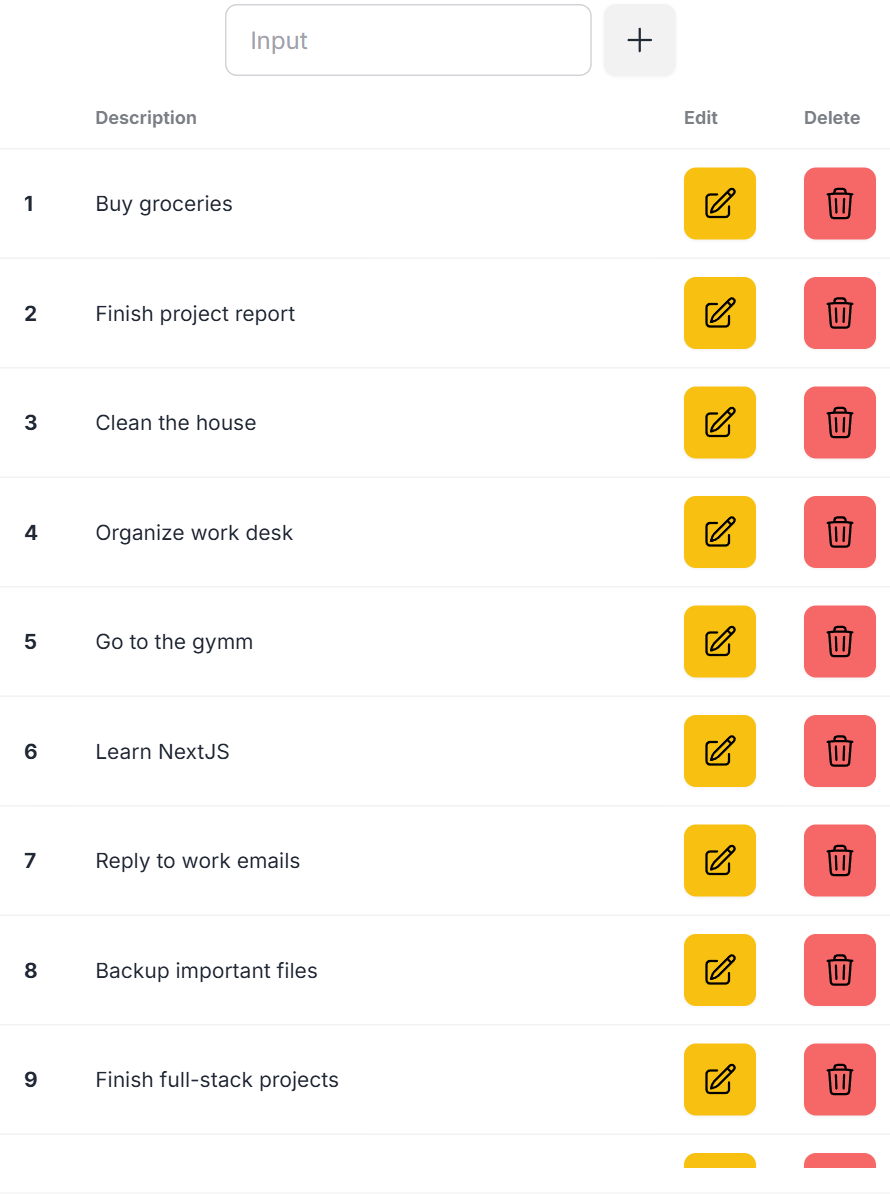 Input
Description Edit Delete
1 Buy groceries
2 Finish project report
3 Clean the house
4 Organize work desk
5 Go to the gymm
6 Learn NextJS
7 Reply to work emails
8 Backup important files
9 Finish full-stack projects